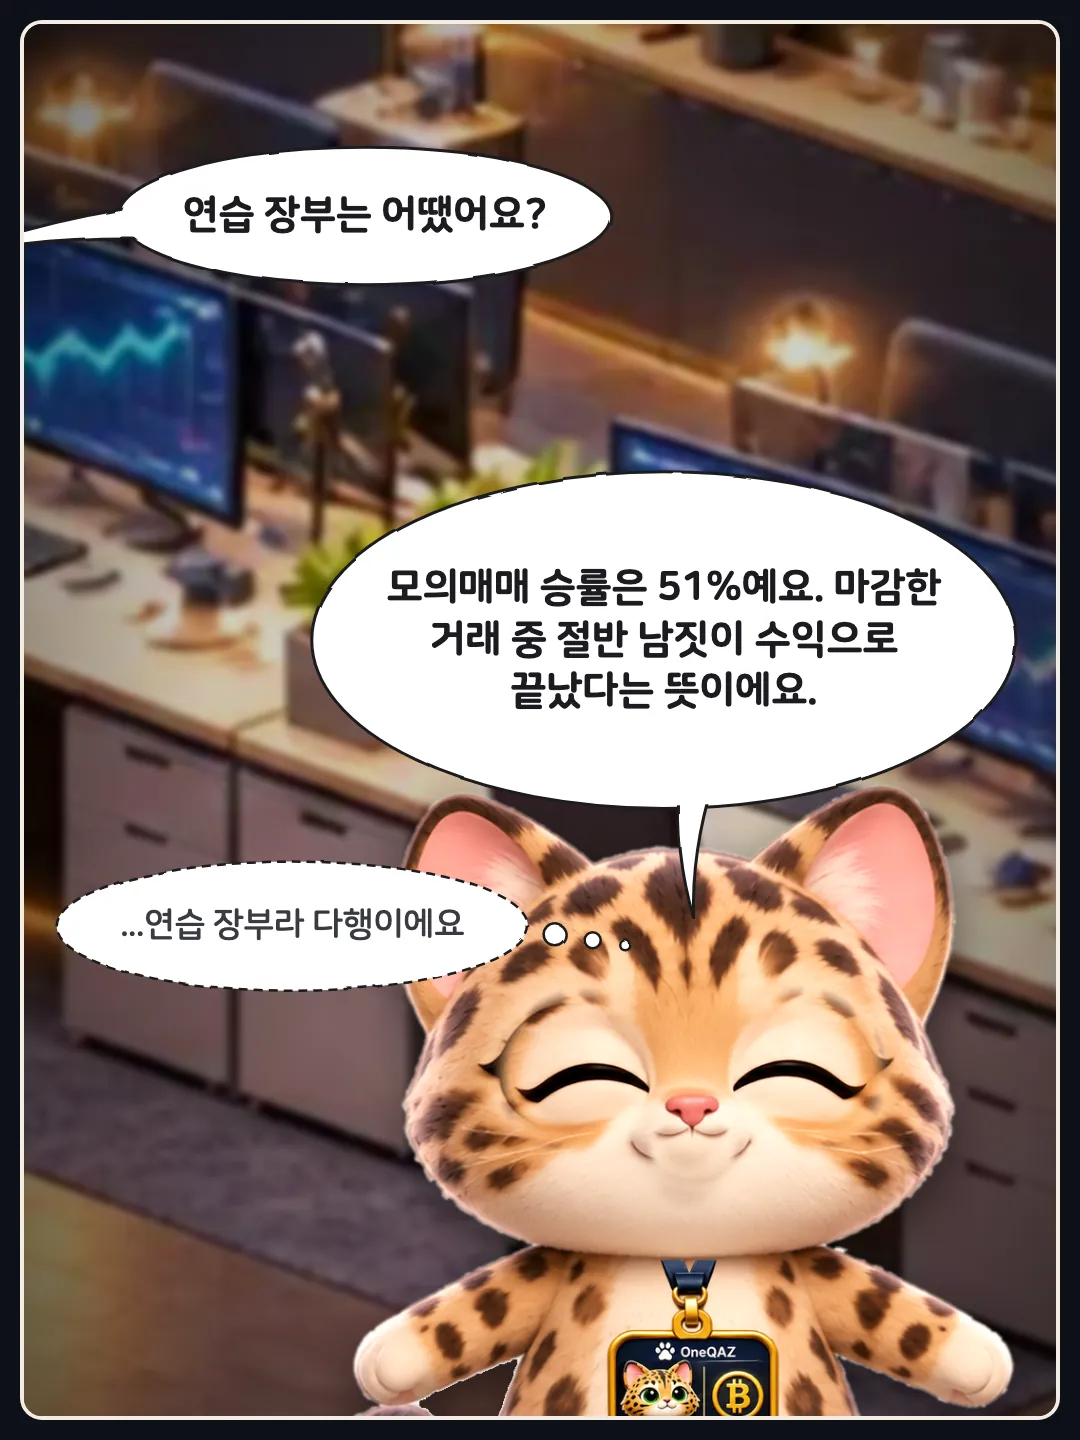 연습 장부는 어땠어요?
모의매매 승률은 51%예요. 마감한
거래 중 절반 남짓이 수익으로
끝났다는 뜻이에요.
...연습 장부라 다행이에요
OneQAZ